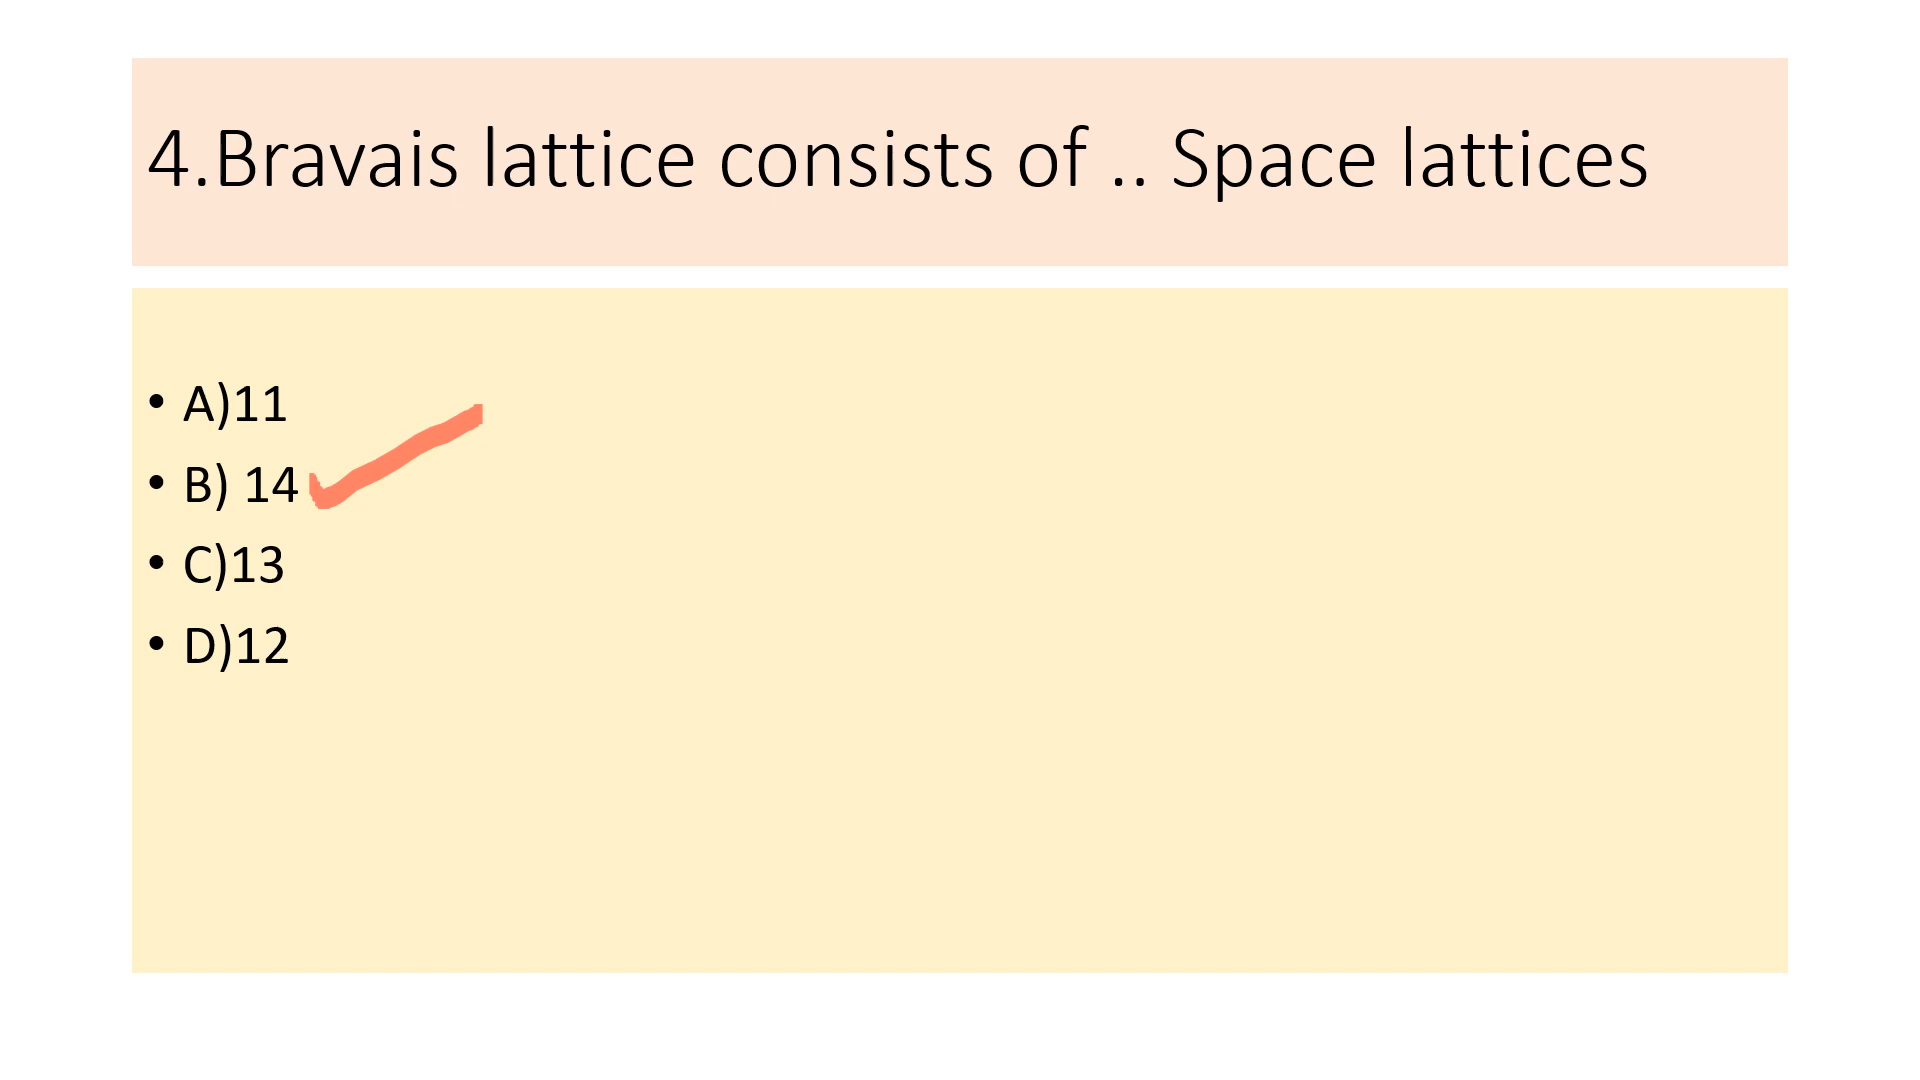 4.Bravais lattice consists of .. Space lattices
• A)11
• B) 14
• C)13
• D)12